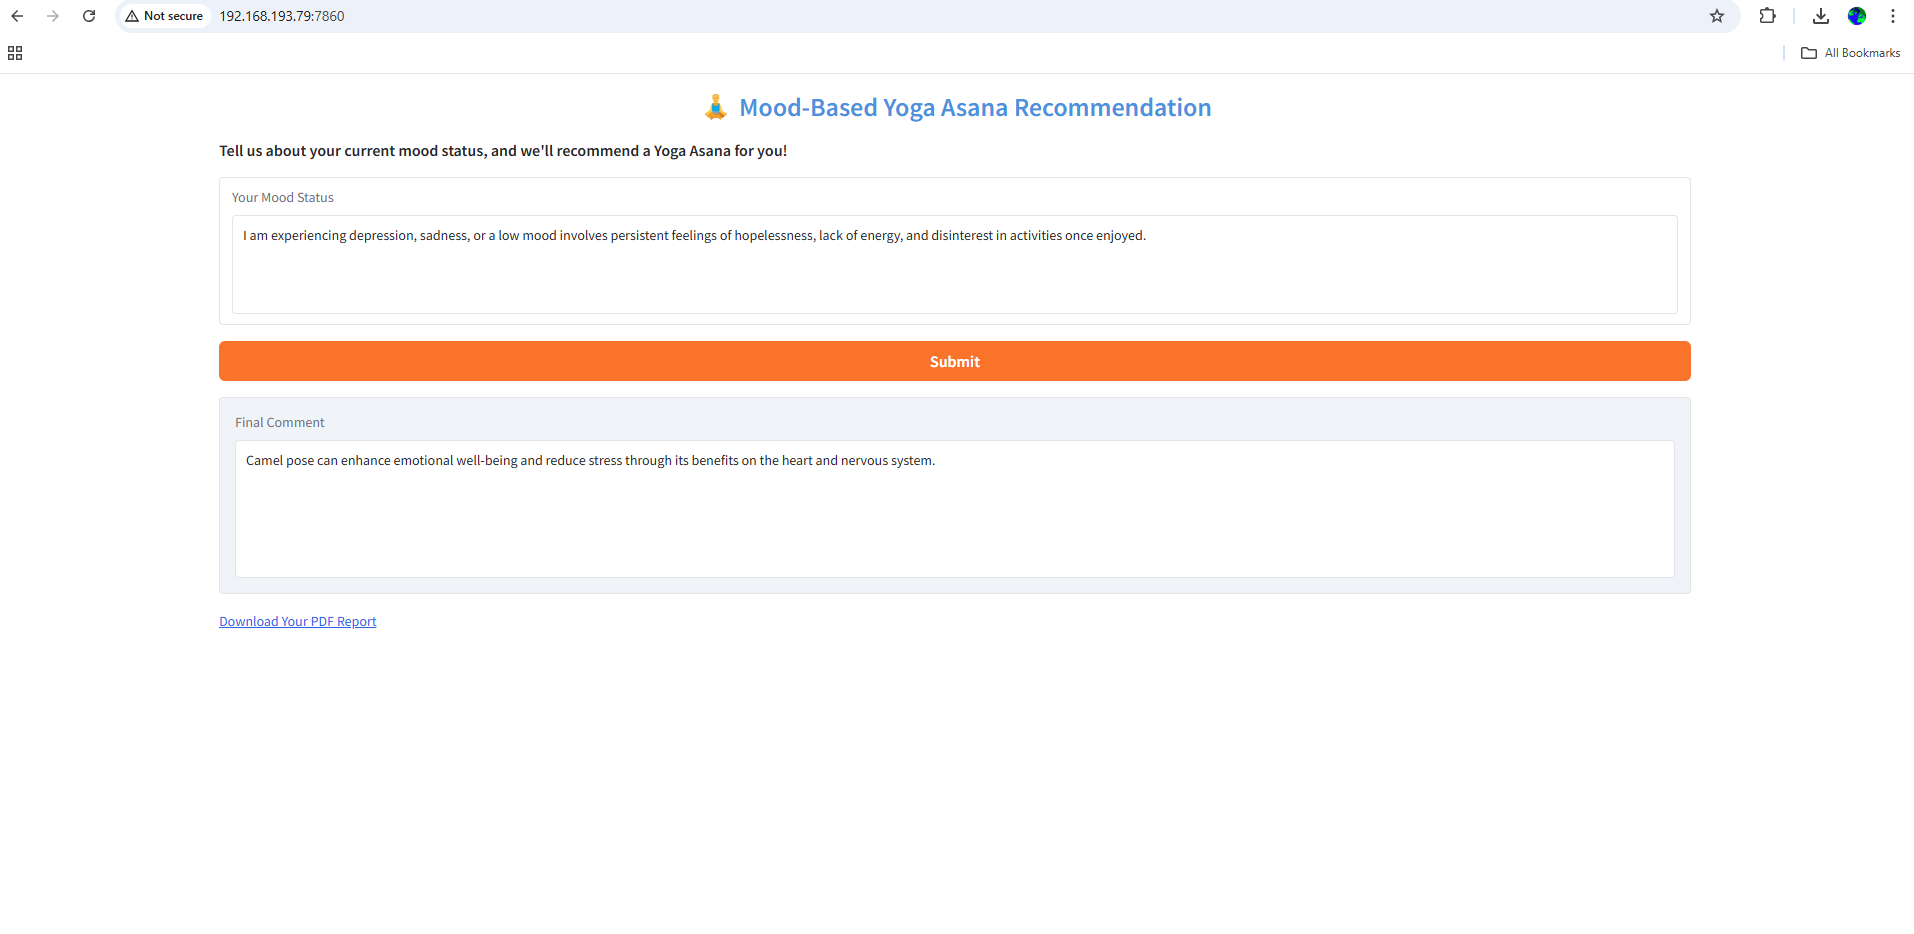 Not secure 192.168.193.79:7860
All Bookmarks
Mood-Based Yoga Asana Recommendation
Tell us about your current mood status, and we'll recommend a Yoga Asana for you!
Your Mood Status
I am experiencing depression, sadness, or a low mood involves persistent feelings of hopelessness, lack of energy, and disinterest in activities once enjoyed.
Submit
Final Comment
Camel pose can enhance emotional well-being and reduce stress through its benefits on the heart and nervous system.
Download Your PDF Report